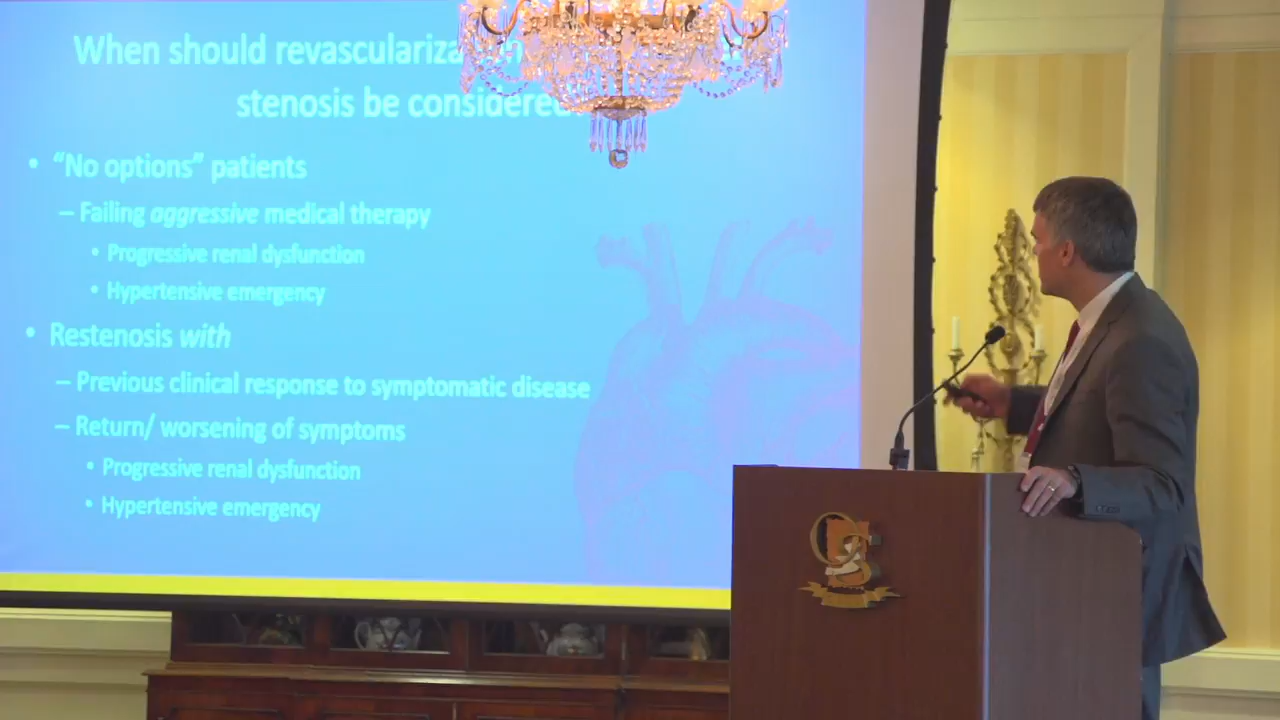 When should revasculariza
stenosis be considered
• “No options” patients
– Failing aggressive medical therapy
• Progressive renal dysfunction
• Hypertensive emergency
• Restenosis with
– Previous clinical response to symptomatic disease
– Return/ worsening of symptoms
• Progressive renal dysfunction
• Hypertensive emergency